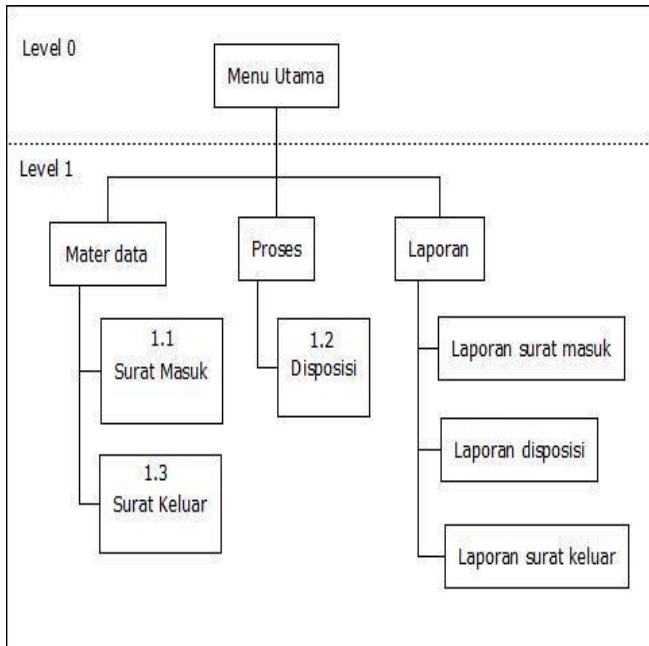 Level 0
Menu Utama
Level 1
Mater data
Proses
Laporan
1.1
Surat Masuk
1.2
Disposisi
Laporan surat masuk
1.3
Surat Keluar
Laporan disposisi
Laporan surat keluar